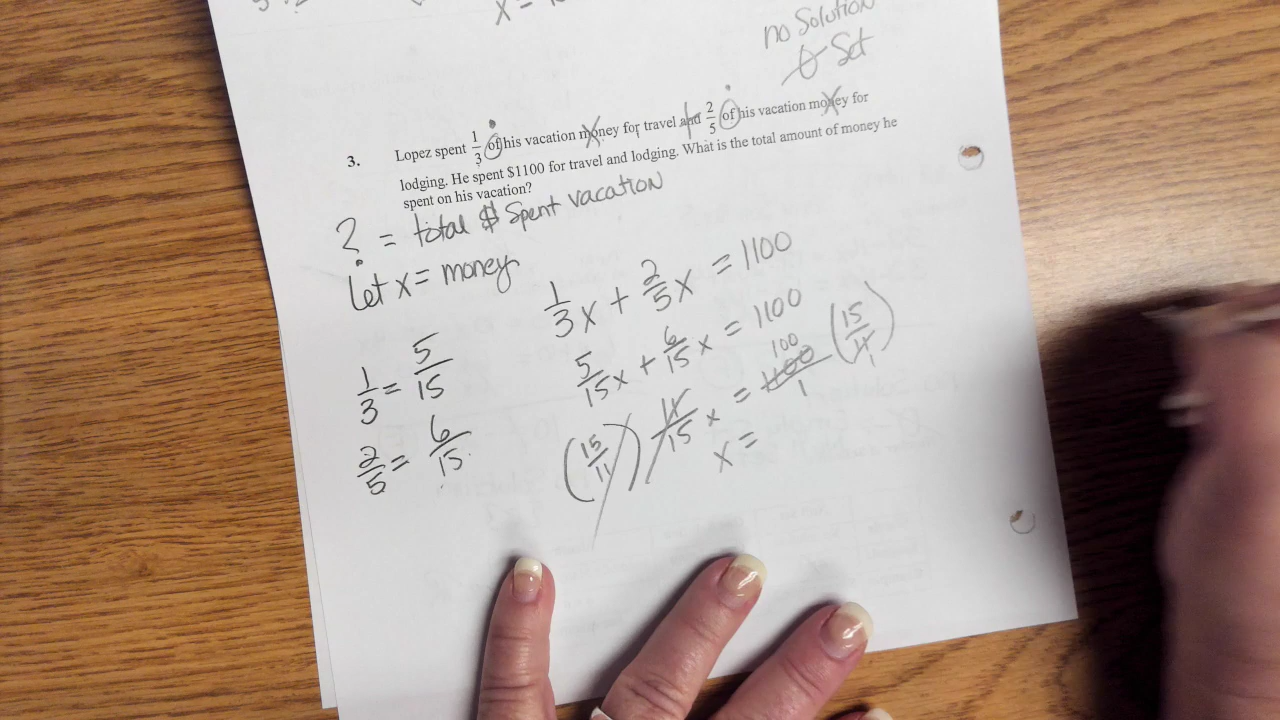 x =
no Solution
∅ Set
3. Lopez spent 1/3 of his vacation money for travel and 2/5 of his vacation money for
lodging. He spent $1100 for travel and lodging. What is the total amount of money he
spent on his vacation?
? = total $ Spent vacation
Let x = money
1/3 x + 2/5 x = 1100
5/15 x + 6/15 x = 1100
1/3 = 5/15
100
(15/11) 11/15 x = 1100/1 (15/11)
1
2/5 = 6/15
x =